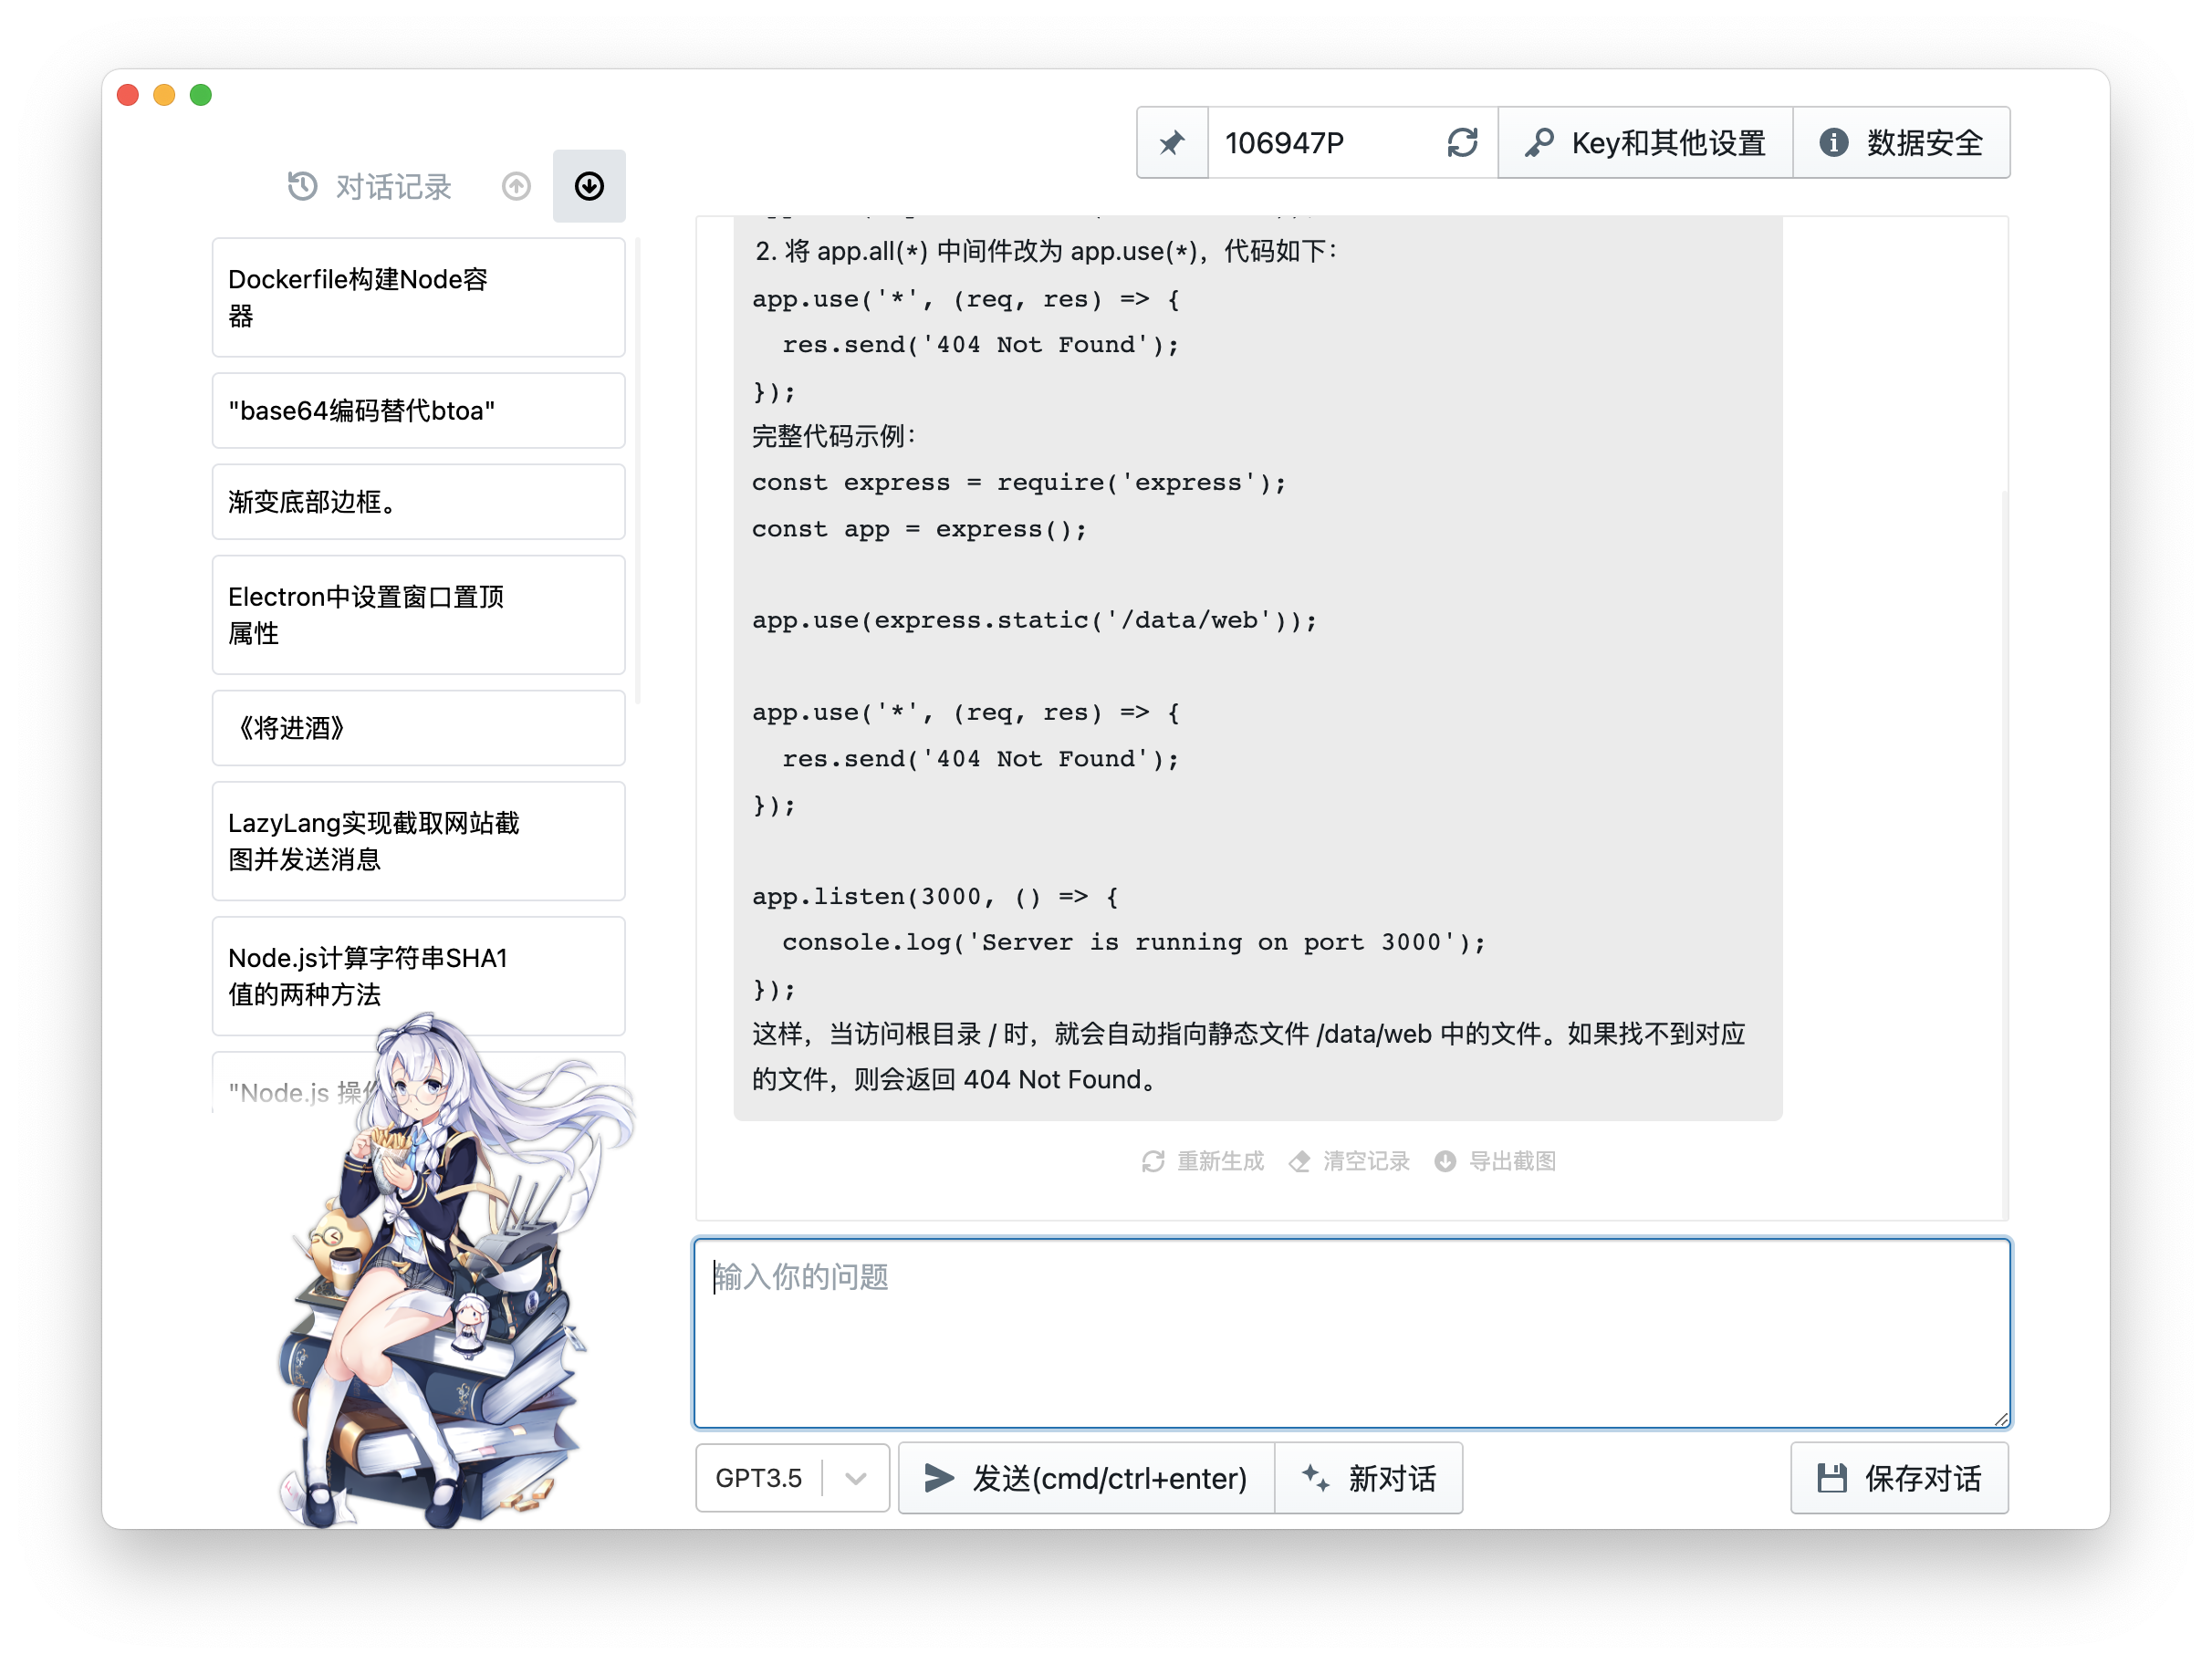 106947P
Key和其他设置
数据安全
对话记录
Dockerfile构建Node容
器
"base64编码替代btoa"
渐变底部边框。
Electron中设置窗口置顶
属性
《将进酒》
LazyLang实现截取网站截
图并发送消息
Node.js计算字符串SHA1
值的两种方法
"Node.js 操
2. 将 app.all(*) 中间件改为 app.use(*)，代码如下：
app.use('*', (req, res) => {
  res.send('404 Not Found');
});
完整代码示例：
const express = require('express');
const app = express();
app.use(express.static('/data/web'));
app.use('*', (req, res) => {
  res.send('404 Not Found');
});
app.listen(3000, () => {
  console.log('Server is running on port 3000');
});
这样，当访问根目录 / 时，就会自动指向静态文件 /data/web 中的文件。如果找不到对应
的文件，则会返回 404 Not Found。
重新生成
清空记录
导出截图
输入你的问题
GPT3.5
发送(cmd/ctrl+enter)
新对话
保存对话